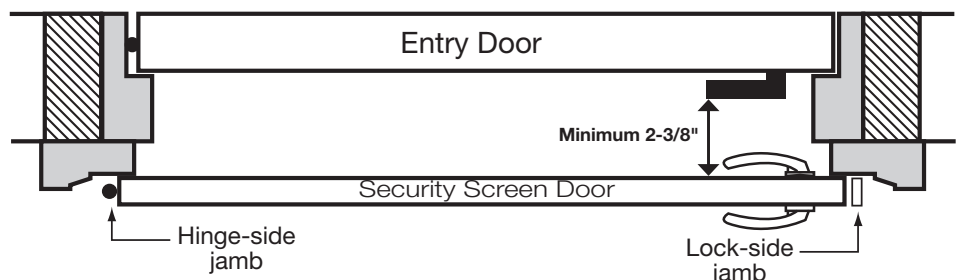 Entry Door
Minimum 2-3/8"
Security Screen Door
Hinge-side
jamb
Lock-side
jamb